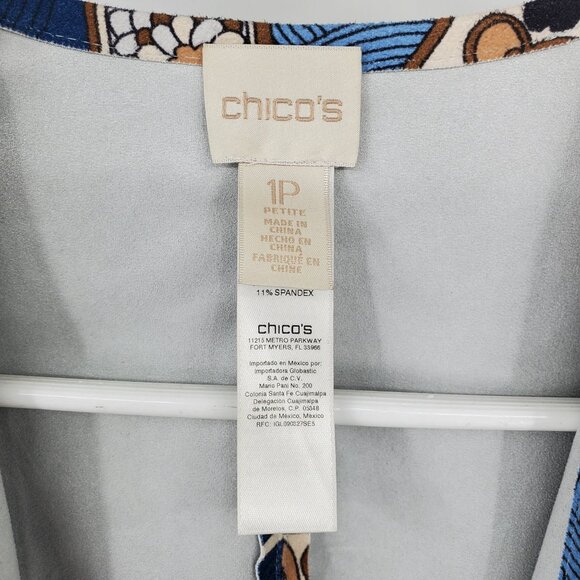 chico's
1P
PETITE
MADE IN
CHINA
HECHO EN
CHINA
FABRIQUÉ EN
CHINE
11% SPANDEX
chico's
11215 METRO PARKWAY
FORT MYERS, FL 33966
Importado en México por:
Importadora Globastic
S.A. de C.V.
Mario Pani No. 200
Colonia Santa Fe Cuajimalpa
Delegación Cuajimalpa
de Morelos, C.P. 05348
Ciudad de México, México
RFC: IGL090527SE5